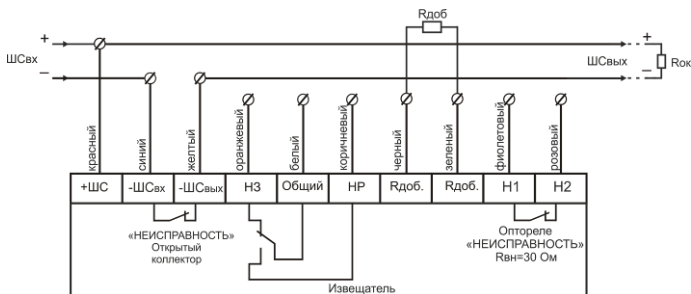 Rдоб
+
ШСвх
–
+
ШСвых
–
Rок
красный
синий
желтый
оранжевый
белый
коричневый
черный
зеленый
фиолетовый
розовый
+ШС
-ШСвх
-ШСвых
НЗ
Общий
НР
Rдоб.
Rдоб.
Н1
Н2
«НЕИСПРАВНОСТЬ»
Открытый
коллектор
Оптореле
«НЕИСПРАВНОСТЬ»
Rвн=30 Ом
Извещатель